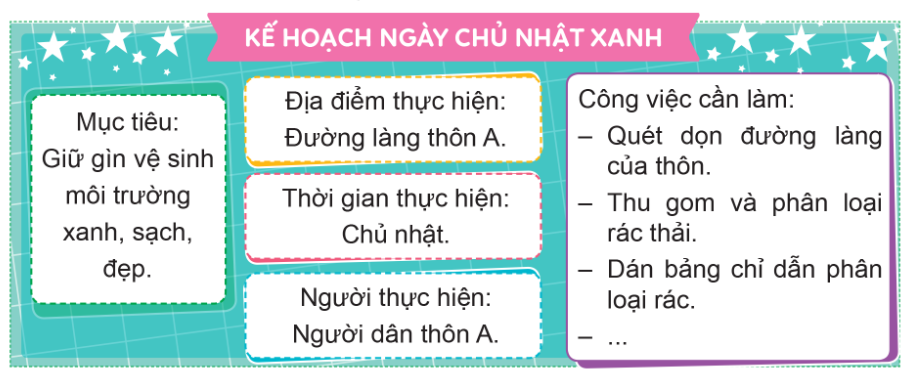 KẾ HOẠCH NGÀY CHỦ NHẬT XANH
Mục tiêu:
Giữ gìn vệ sinh
môi trường
xanh, sạch,
đẹp.
Địa điểm thực hiện:
Đường làng thôn A.
Thời gian thực hiện:
Chủ nhật.
Người thực hiện:
Người dân thôn A.
Công việc cần làm:
– Quét dọn đường làng
của thôn.
– Thu gom và phân loại
rác thải.
– Dán bảng chỉ dẫn phân
loại rác.
– ...